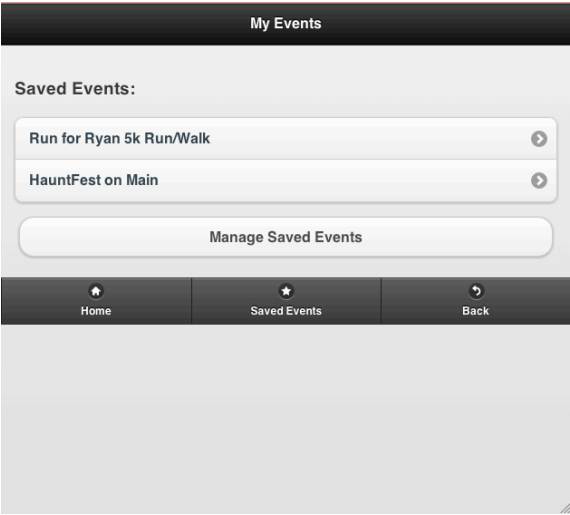 My Events
Saved Events:
Run for Ryan 5k Run/Walk
HauntFest on Main
Manage Saved Events
Home
Saved Events
Back